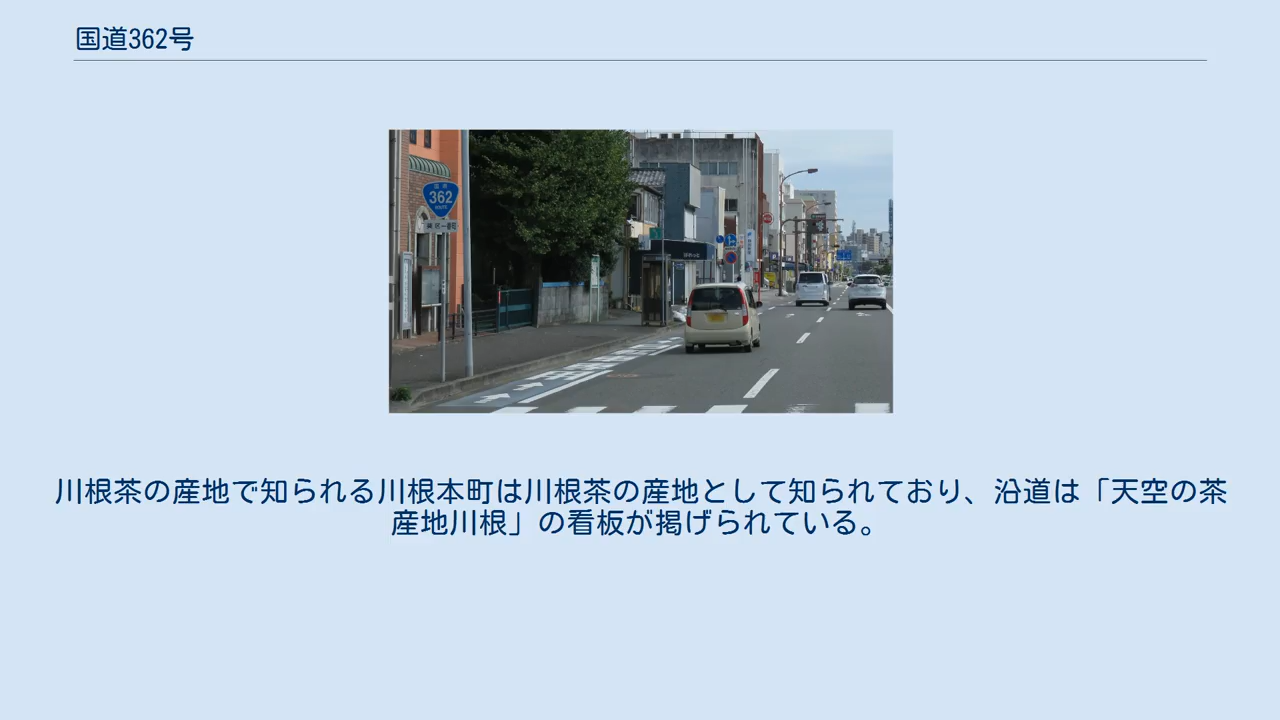 国道362号
362
川根茶の産地で知られる川根本町は川根茶の産地として知られており、沿道は「天空の茶
産地川根」の看板が掲げられている。